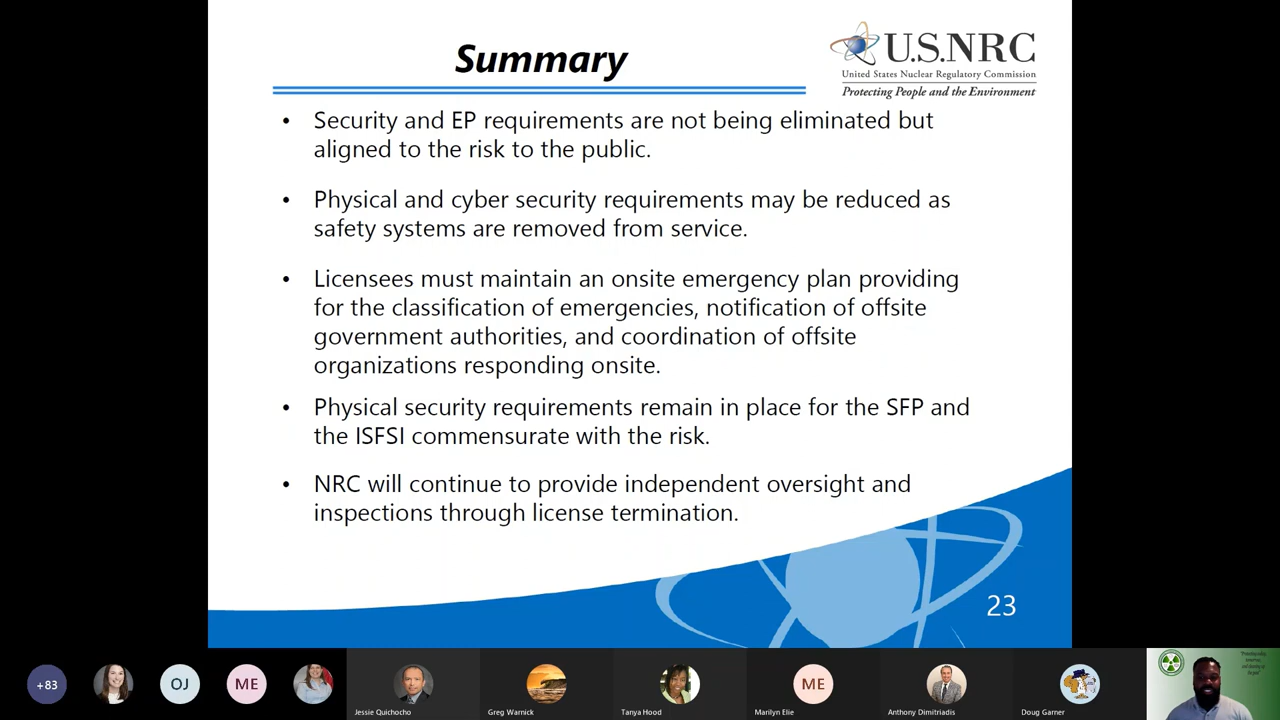 Summary
U.S.NRC
United States Nuclear Regulatory Commission
Protecting People and the Environment
• Security and EP requirements are not being eliminated but
aligned to the risk to the public.
• Physical and cyber security requirements may be reduced as
safety systems are removed from service.
• Licensees must maintain an onsite emergency plan providing
for the classification of emergencies, notification of offsite
government authorities, and coordination of offsite
organizations responding onsite.
• Physical security requirements remain in place for the SFP and
the ISFSI commensurate with the risk.
• NRC will continue to provide independent oversight and
inspections through license termination.
23
+83
OJ
ME
Jessie Quichocho
Greg Warnick
Tanya Hood
ME
Marilyn Elie
Anthony Dimitriadis
Doug Garner